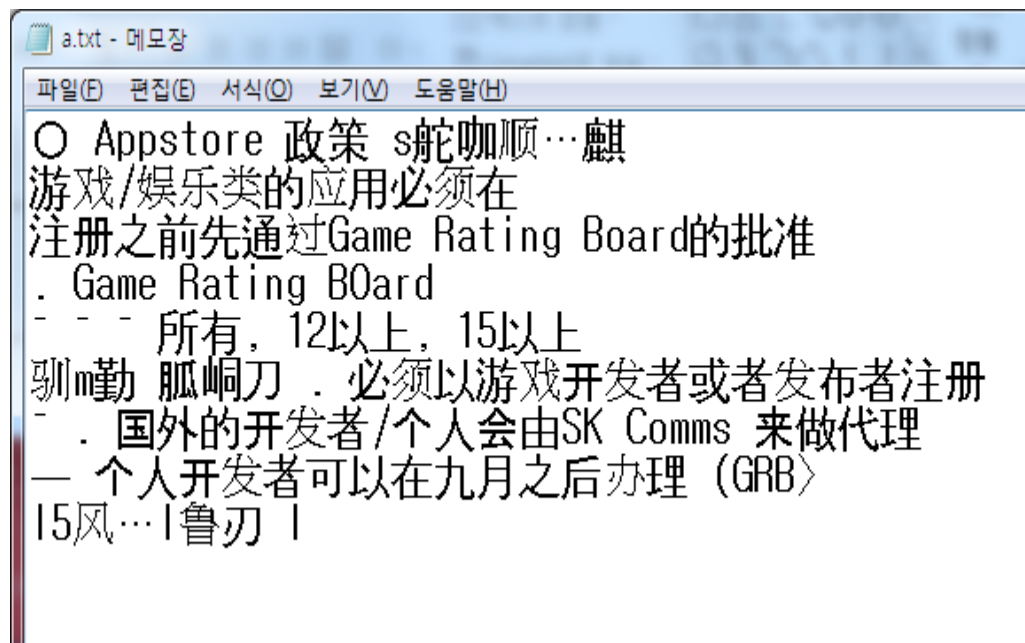 a.txt - 메모장
파일(F) 편집(E) 서식(O) 보기(V) 도움말(H)
○ Appstore 政策 s舵咖顺…麒
游戏/娱乐类的应用必须在
注册之前先通过Game Rating Board的批准
. Game Rating BOard
ˉ ˉ ˉ 所有, 12以上, 15以上
驯m勤 胍峒刀 . 必须以游戏开发者或者发布者注册
ˉ . 国外的开发者/个人会由SK Comms 来做代理
— 个人开发者可以在九月之后办理 (GRB〉
|5风…|鲁刃 |